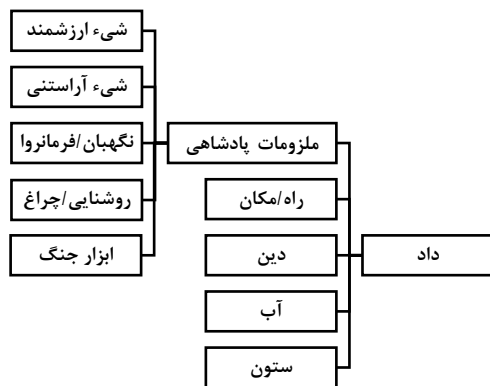 داد
ملزومات پادشاهی
راه/مکان
دین
آب
ستون
شیء ارزشمند
شیء آراستنی
نگهبان/فرمانروا
روشنایی/چراغ
ابزار جنگ